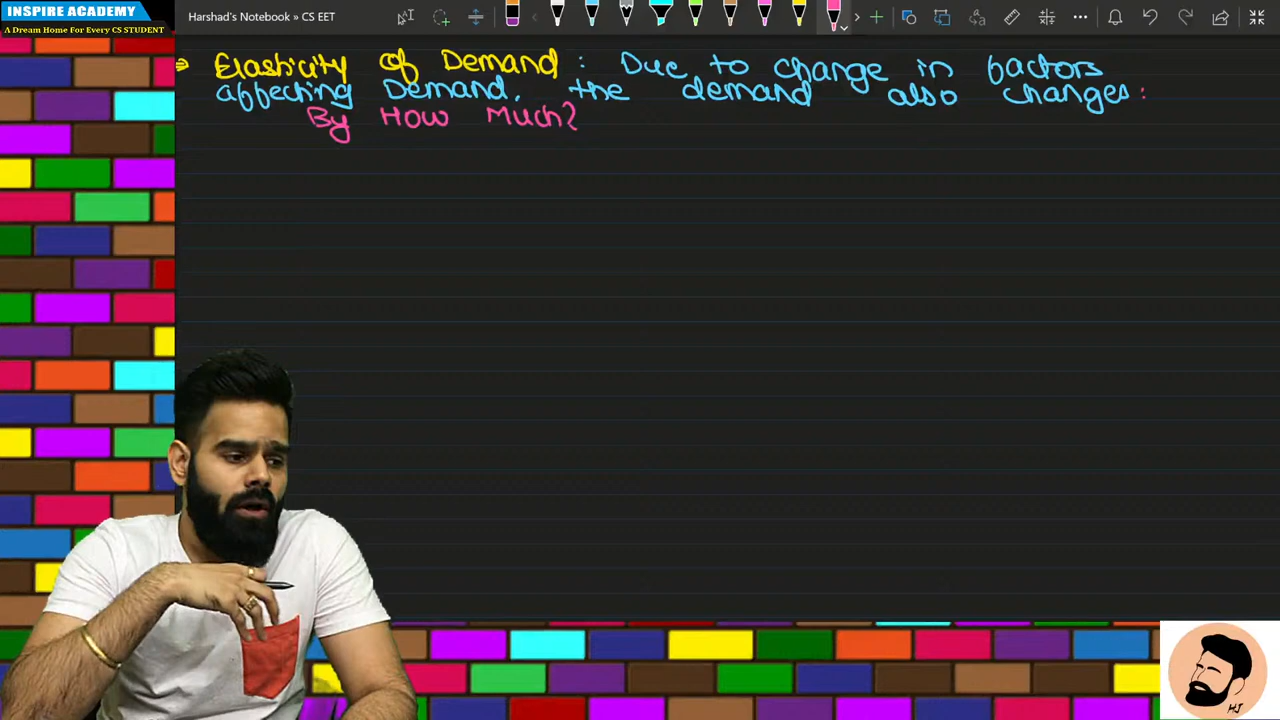 INSPIRE ACADEMY
A Dream Home For Every CS STUDENT
Harshad's Notebook » CS EET
⇒ Elasticity of Demand : Due to change in factors
affecting Demand, the demand also changes :
By How Much?
HJ